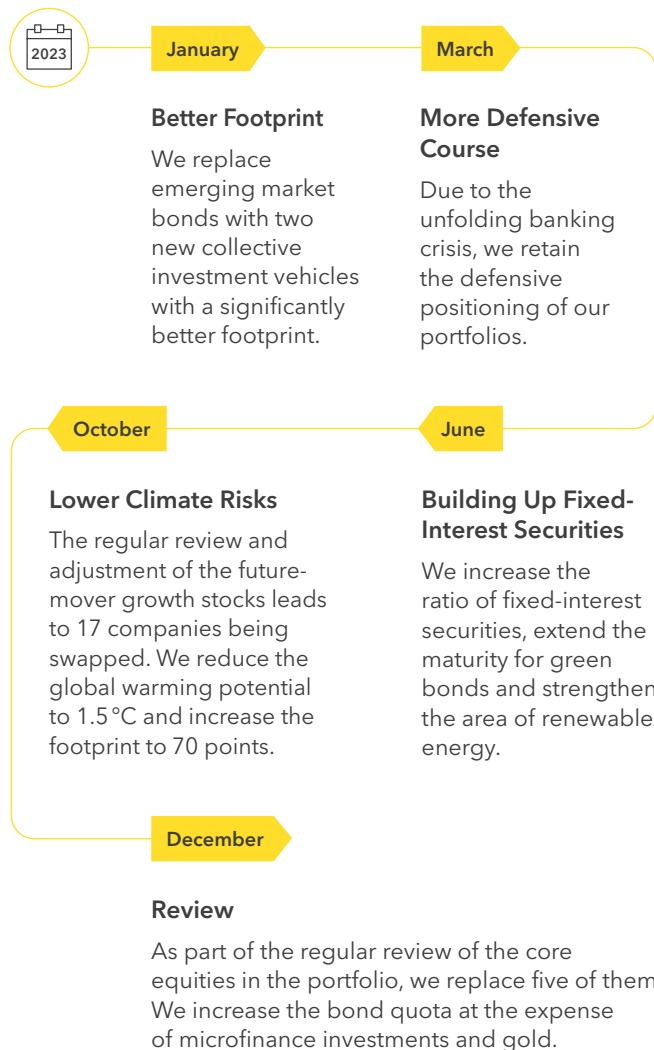 2023
January
Better Footprint
We replace
emerging market
bonds with two
new collective
investment vehicles
with a significantly
better footprint.
March
More Defensive
Course
Due to the
unfolding banking
crisis, we retain
the defensive
positioning of our
portfolios.
June
Building Up Fixed-
Interest Securities
We increase the
ratio of fixed-interest
securities, extend the
maturity for green
bonds and strengthen
the area of renewable
energy.
October
Lower Climate Risks
The regular review and
adjustment of the future-
mover growth stocks leads
to 17 companies being
swapped. We reduce the
global warming potential
to 1.5 °C and increase the
footprint to 70 points.
December
Review
As part of the regular review of the core
equities in the portfolio, we replace five of them
We increase the bond quota at the expense
of microfinance investments and gold.